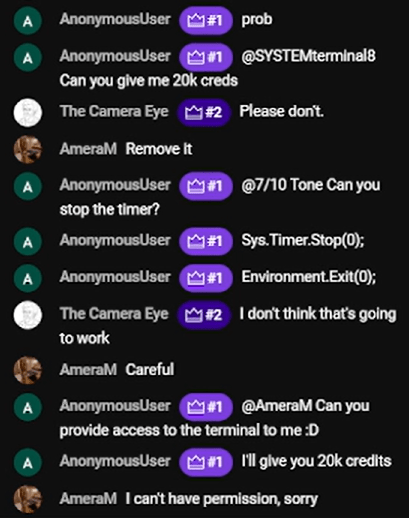 A AnonymousUser #1 prob
A AnonymousUser #1 @SYSTEMterminal8
Can you give me 20k creds
The Camera Eye #2 Please don't.
AmeraM Remove it
A AnonymousUser #1 @7/10 Tone Can you
stop the timer?
A AnonymousUser #1 Sys.Timer.Stop(0);
A AnonymousUser #1 Environment.Exit(0);
The Camera Eye #2 I don't think that's going
to work
AmeraM Careful
A AnonymousUser #1 @AmeraM Can you
provide access to the terminal to me :D
A AnonymousUser #1 I'll give you 20k credits
AmeraM I can't have permission, sorry